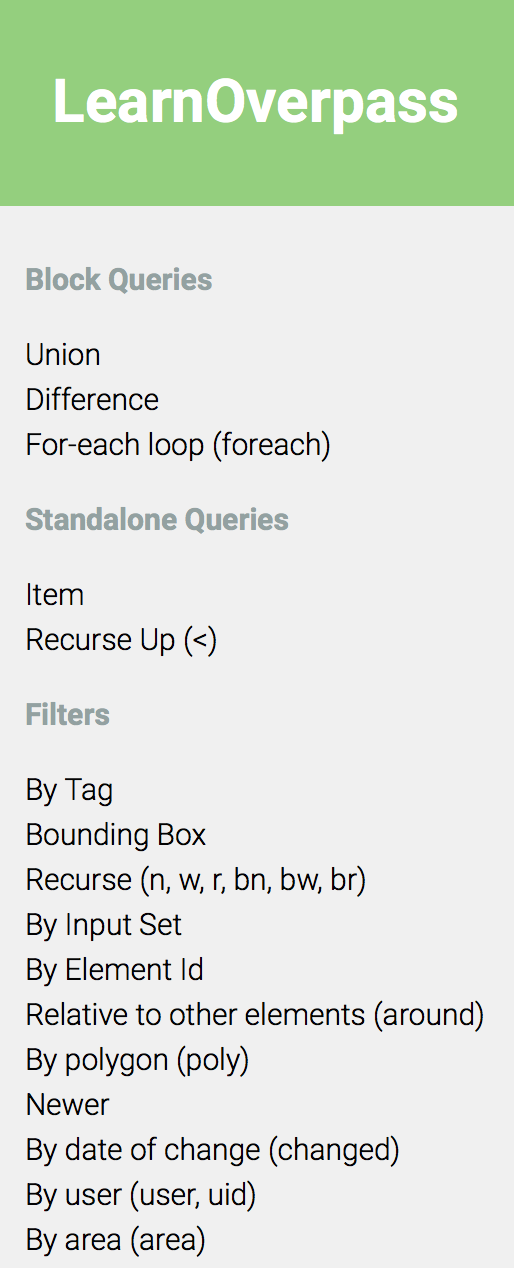 LearnOverpass
Block Queries
Union
Difference
For-each loop (foreach)
Standalone Queries
Item
Recurse Up (<)
Filters
By Tag
Bounding Box
Recurse (n, w, r, bn, bw, br)
By Input Set
By Element Id
Relative to other elements (around)
By polygon (poly)
Newer
By date of change (changed)
By user (user, uid)
By area (area)